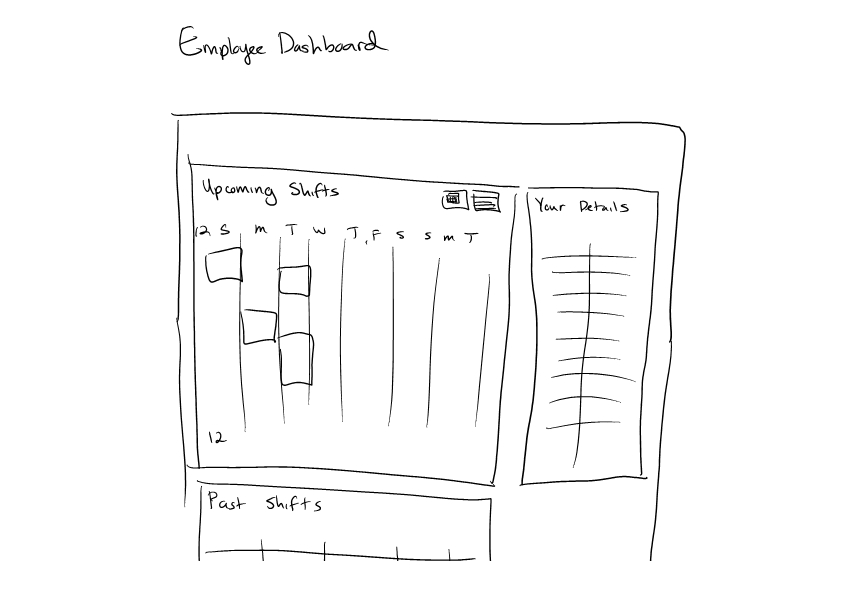 Employee Dashboard
Upcoming Shifts
Your Details
12 S m T W T, F S S m T
12
Past Shifts